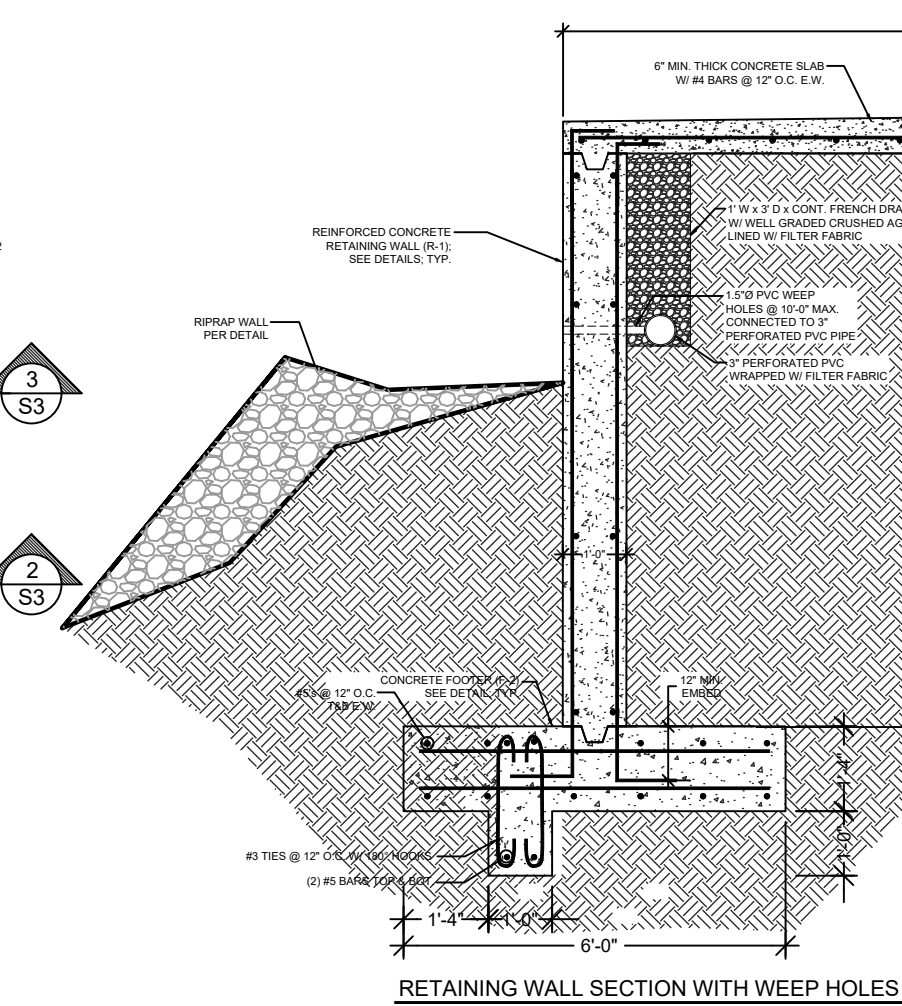 6" MIN. THICK CONCRETE SLAB
W/ #4 BARS @ 12" O.C. E.W.
1' W x 3' D x CONT. FRENCH DRA
W/ WELL GRADED CRUSHED AG
LINED W/ FILTER FABRIC
REINFORCED CONCRETE
RETAINING WALL (R-1);
SEE DETAILS; TYP.
1.5"Ø PVC WEEP
HOLES @ 10'-0" MAX.
CONNECTED TO 3"
PERFORATED PVC PIPE
RIPRAP WALL
PER DETAIL
3" PERFORATED PVC
WRAPPED W/ FILTER FABRIC
3
S3
2
S3
1'-0"
CONCRETE FOOTER (F-2)
SEE DETAIL; TYP.
#5's @ 12" O.C.
T&B E.W.
12" MIN.
EMBED
1'-4"
1'-0"
#3 TIES @ 12" O.C. W/ 180° HOOKS
(2) #5 BARS TOP & BOT
1'-4"
1'-0"
6'-0"
RETAINING WALL SECTION WITH WEEP HOLES